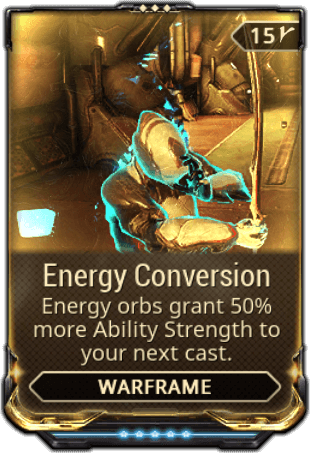 15
Energy Conversion
Energy orbs grant 50%
more Ability Strength to
your next cast.
WARFRAME